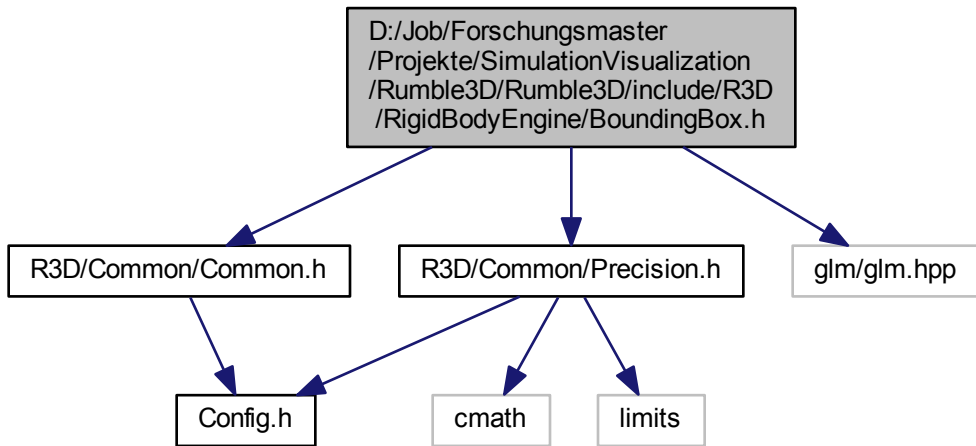 D:/Job/Forschungsmaster
/Projekte/SimulationVisualization
/Rumble3D/Rumble3D/include/R3D
/RigidBodyEngine/BoundingBox.h
R3D/Common/Common.h
R3D/Common/Precision.h
glm/glm.hpp
Config.h
cmath
limits